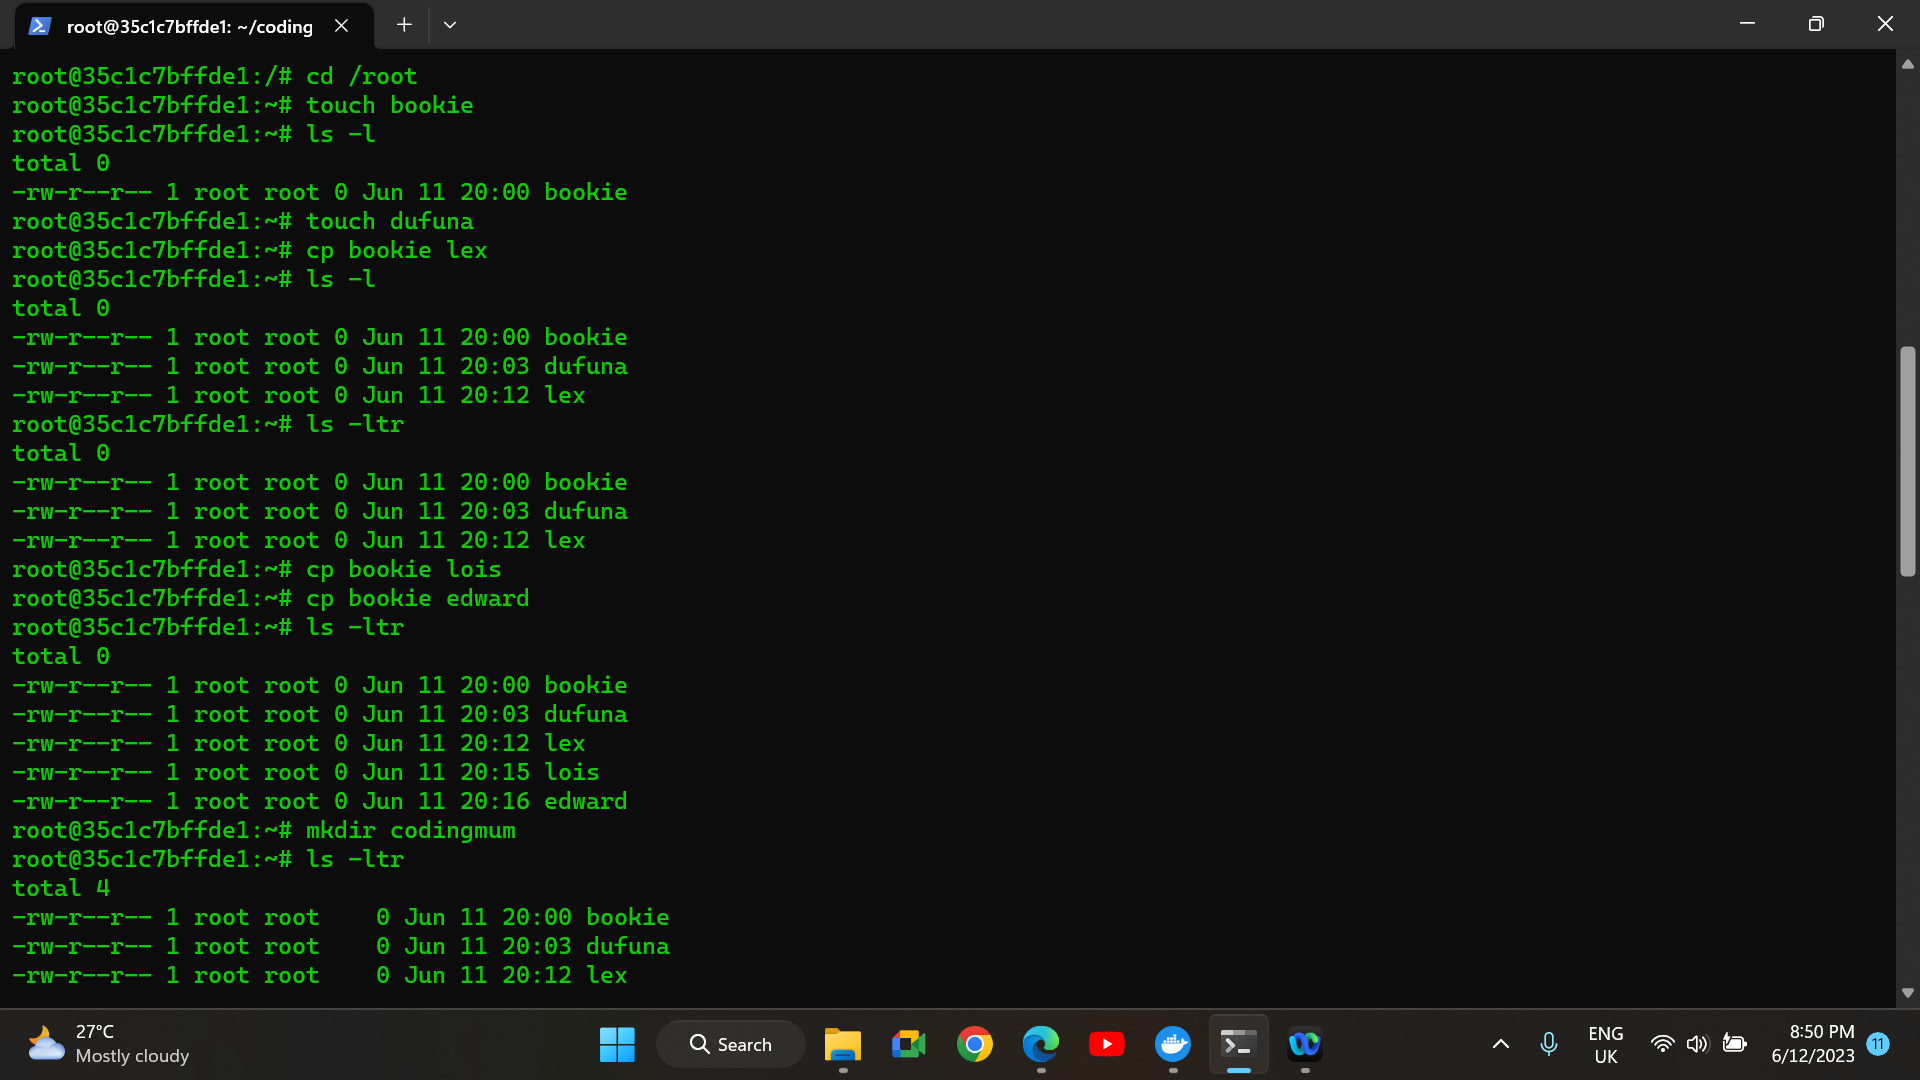 root@35c1c7bffde1: ~/coding
root@35c1c7bffde1:/# cd /root
root@35c1c7bffde1:~# touch bookie
root@35c1c7bffde1:~# ls -l
total 0
-rw-r--r-- 1 root root 0 Jun 11 20:00 bookie
root@35c1c7bffde1:~# touch dufuna
root@35c1c7bffde1:~# cp bookie lex
root@35c1c7bffde1:~# ls -l
total 0
-rw-r--r-- 1 root root 0 Jun 11 20:00 bookie
-rw-r--r-- 1 root root 0 Jun 11 20:03 dufuna
-rw-r--r-- 1 root root 0 Jun 11 20:12 lex
root@35c1c7bffde1:~# ls -ltr
total 0
-rw-r--r-- 1 root root 0 Jun 11 20:00 bookie
-rw-r--r-- 1 root root 0 Jun 11 20:03 dufuna
-rw-r--r-- 1 root root 0 Jun 11 20:12 lex
root@35c1c7bffde1:~# cp bookie lois
root@35c1c7bffde1:~# cp bookie edward
root@35c1c7bffde1:~# ls -ltr
total 0
-rw-r--r-- 1 root root 0 Jun 11 20:00 bookie
-rw-r--r-- 1 root root 0 Jun 11 20:03 dufuna
-rw-r--r-- 1 root root 0 Jun 11 20:12 lex
-rw-r--r-- 1 root root 0 Jun 11 20:15 lois
-rw-r--r-- 1 root root 0 Jun 11 20:16 edward
root@35c1c7bffde1:~# mkdir codingmum
root@35c1c7bffde1:~# ls -ltr
total 4
-rw-r--r-- 1 root root    0 Jun 11 20:00 bookie
-rw-r--r-- 1 root root    0 Jun 11 20:03 dufuna
-rw-r--r-- 1 root root    0 Jun 11 20:12 lex
27°C
Mostly cloudy
Search
ENG
UK
8:50 PM
6/12/2023
11